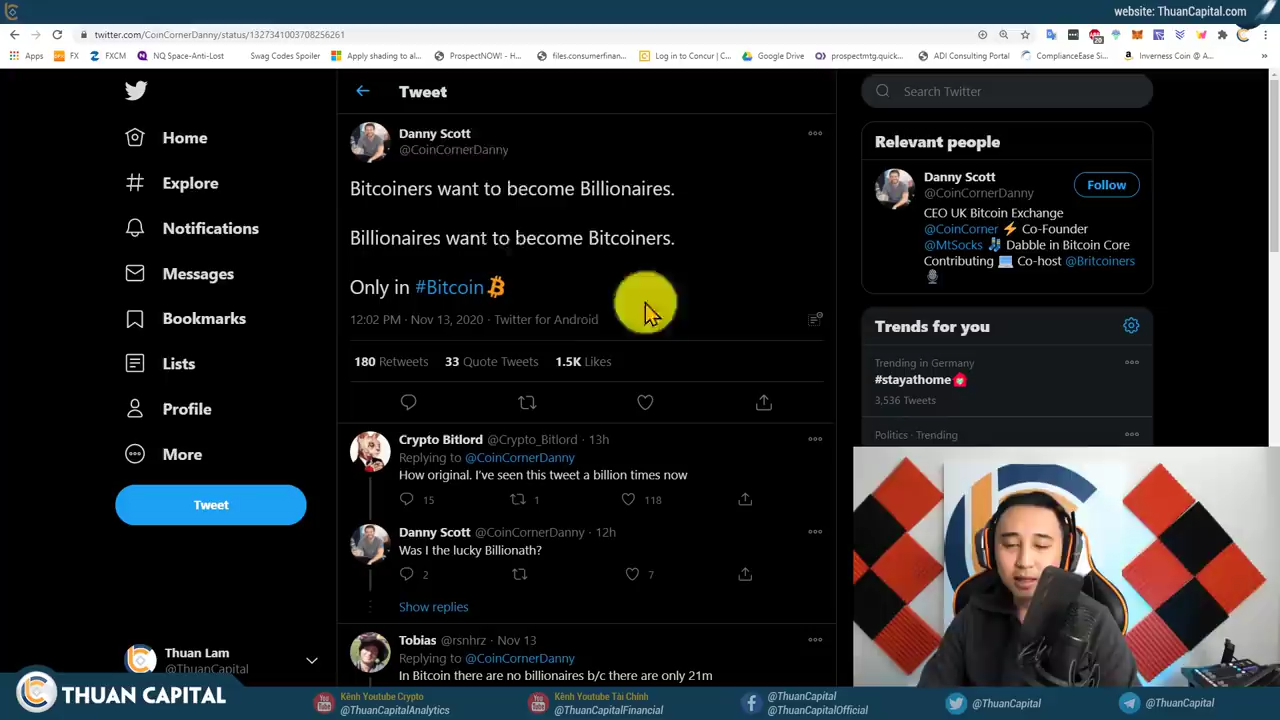 website: ThuanCapital.com
twitter.com/CoinCornerDanny/status/1327341003708256261
Apps
FX
FXCM
NQ Space-Anti-Lost
Swag Codes Spoiler
Apply shading to al...
ProspectNOW! - H...
files.consumerfinan...
Log in to Concur | C...
Google Drive
prospectmtg.quick...
ADI Consulting Portal
ComplianceEase Si...
Inverness Coin @ A...
Home
Explore
Notifications
Messages
Bookmarks
Lists
Profile
More
Tweet
Thuan Lam
@ThuanCapital
Tweet
Danny Scott
@CoinCornerDanny
Bitcoiners want to become Billionaires.
Billionaires want to become Bitcoiners.
Only in #Bitcoin
12:02 PM · Nov 13, 2020 · Twitter for Android
180 Retweets 33 Quote Tweets 1.5K Likes
Crypto Bitlord @Crypto_Bitlord · 13h
Replying to @CoinCornerDanny
How original. I've seen this tweet a billion times now
15 1 118
Danny Scott @CoinCornerDanny · 12h
Was I the lucky Billionath?
2 7
Show replies
Tobias @rsnhrz · Nov 13
Replying to @CoinCornerDanny
In Bitcoin there are no billionaires b/c there are only 21m
Search Twitter
Relevant people
Danny Scott
@CoinCornerDanny
Follow
CEO UK Bitcoin Exchange
@CoinCorner Co-Founder
@MtSocks Dabble in Bitcoin Core
Contributing Co-host @Britcoiners
Trends for you
Trending in Germany
#stayathome
3,536 Tweets
Politics · Trending
THUAN CAPITAL
Kênh Youtube Crypto
@ThuanCapitalAnalytics
Kênh Youtube Tài Chính
@ThuanCapitalFinancial
@ThuanCapital
@ThuanCapitalOfficial
@ThuanCapital
@ThuanCapital